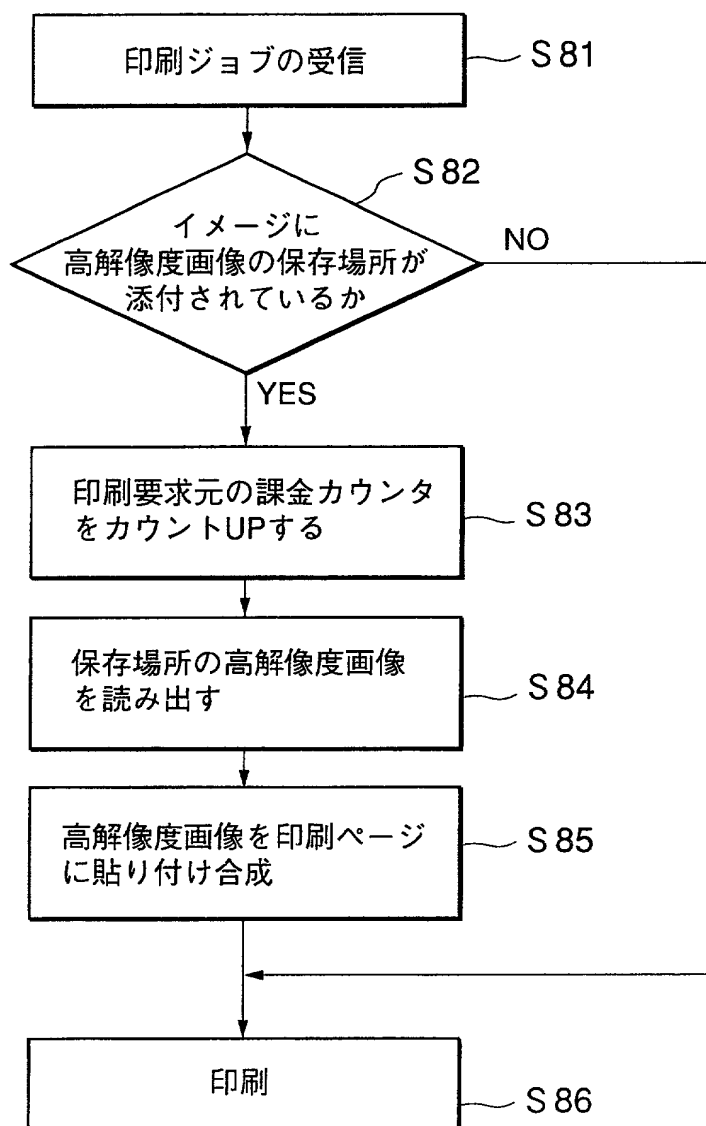 印刷ジョブの受信
S81
S82
イメージに
高解像度画像の保存場所が
添付されているか
NO
YES
印刷要求元の課金カウンタ
をカウントUPする
S83
保存場所の高解像度画像
を読み出す
S84
高解像度画像を印刷ページ
に貼り付け合成
S85
印刷
S86